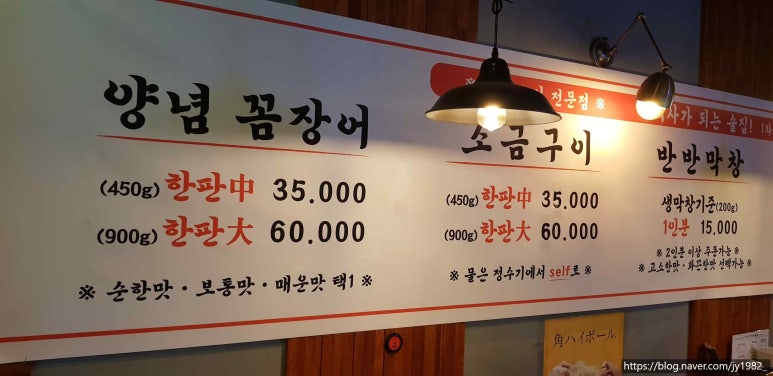 양념 꼼장어
(450g) 한판中 35.000
(900g) 한판大 60.000
※ 순한맛 · 보통맛 · 매운맛 택1 ※
※ 전문점 ※
소금구이
(450g) 한판中 35.000
(900g) 한판大 60.000
※ 물은 정수기에서 self로 ※
되는 술집! 1차
반반막창
생막창기준(200g)
1인분 15.000
※ 2인분 이상 주문가능 ※
※ 고소한맛 · 화끈한맛 선택가능 ※
角ハイボール
https://blog.naver.com/jy1982_